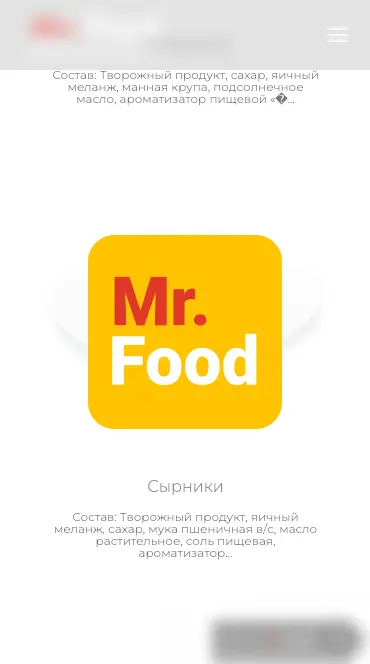 Состав: Творожный продукт, сахар, яичный
меланж, манная крупа, подсолнечное
масло, ароматизатор пищевой «�...
Mr.
Food
Сырники
Состав: Творожный продукт, яичный
меланж, сахар, мука пшеничная в/с, масло
растительное, соль пищевая,
ароматизатор...